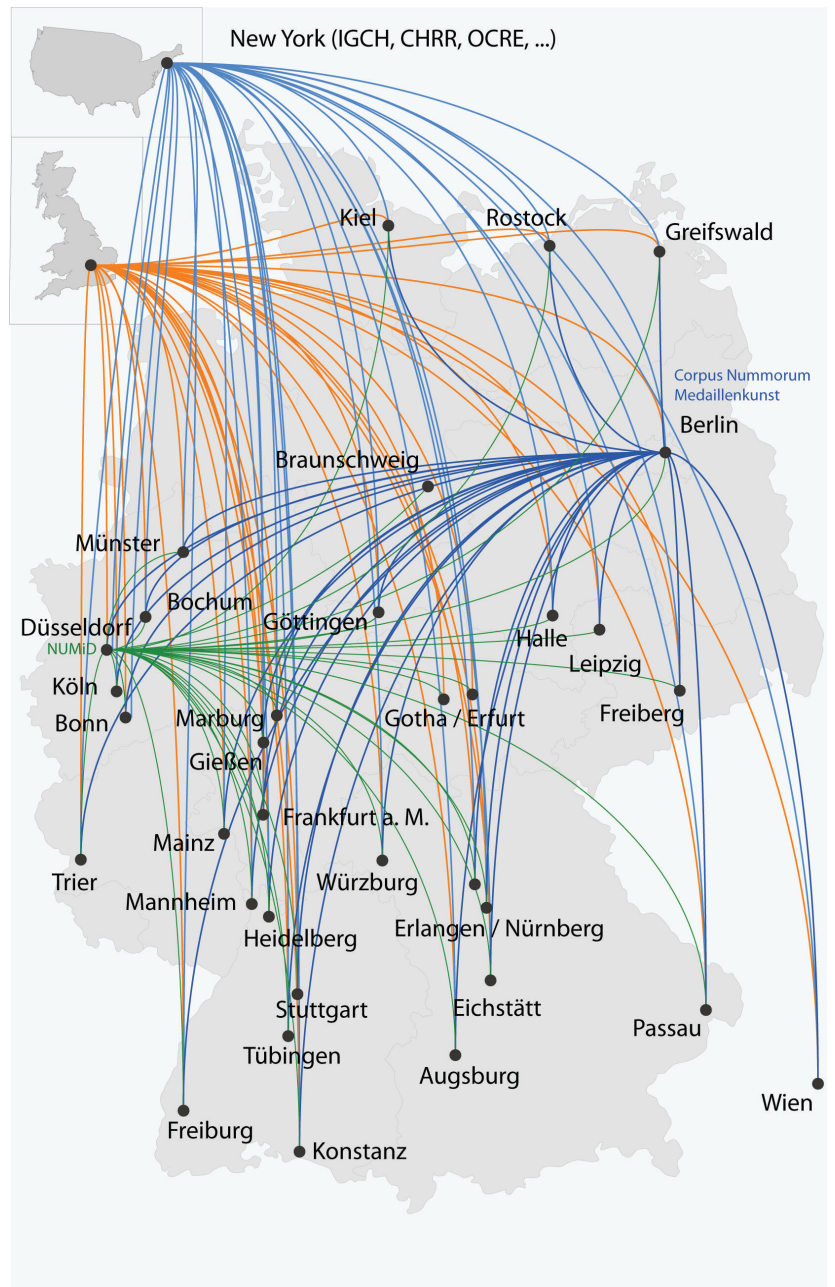 New York (IGCH, CHRR, OCRE, ...)
Kiel
Rostock
Greifswald
Corpus Nummorum
Medaillenkunst
Berlin
Braunschweig
Münster
Bochum
Göttingen
Düsseldorf
NUMiD
Halle
Leipzig
Köln
Bonn
Marburg
Gotha / Erfurt
Freiberg
Gießen
Frankfurt a. M.
Mainz
Trier
Würzburg
Mannheim
Heidelberg
Erlangen / Nürnberg
Stuttgart
Eichstätt
Passau
Tübingen
Augsburg
Wien
Freiburg
Konstanz